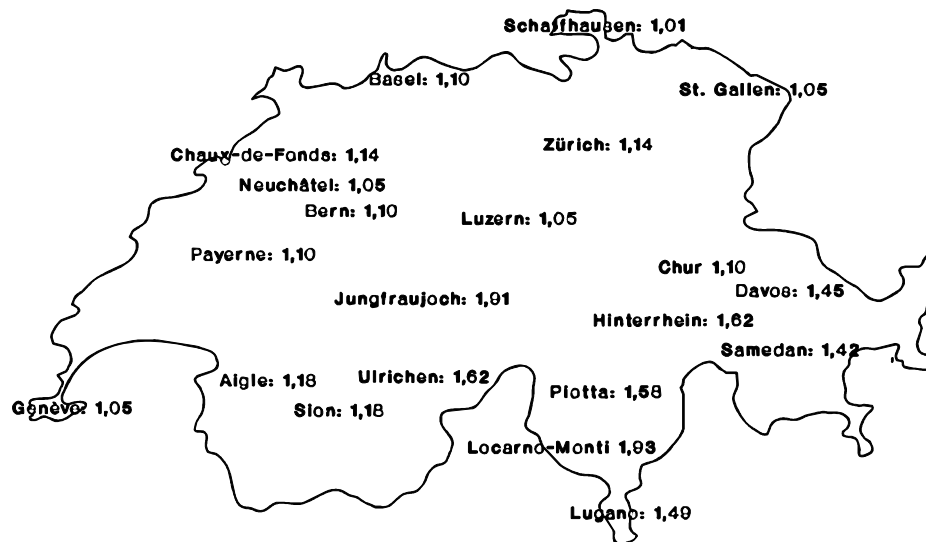 Schaffhausen: 1,01
Basel: 1,10
St. Gallen: 1,05
Zürich: 1,14
Chaux-de-Fonds: 1,14
Neuchâtel: 1,05
Bern: 1,10
Luzern: 1,05
Payerne: 1,10
Chur 1,10
Davos: 1,45
Jungfraujoch: 1,91
Hinterrhein: 1,62
Samedan: 1,42
Aigle: 1,18
Ulrichen: 1,62
Piotta: 1,58
Genève: 1,05
Sion: 1,18
Locarno-Monti 1,93
Lugano: 1,49